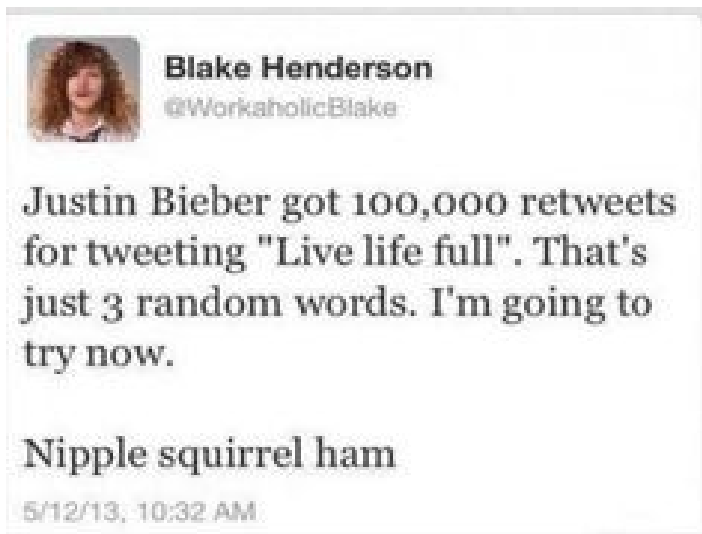 Blake Henderson
@WorkaholicBlake
Justin Bieber got 100,000 retweets
for tweeting "Live life full". That's
just 3 random words. I'm going to
try now.
Nipple squirrel ham
5/12/13, 10:32 AM